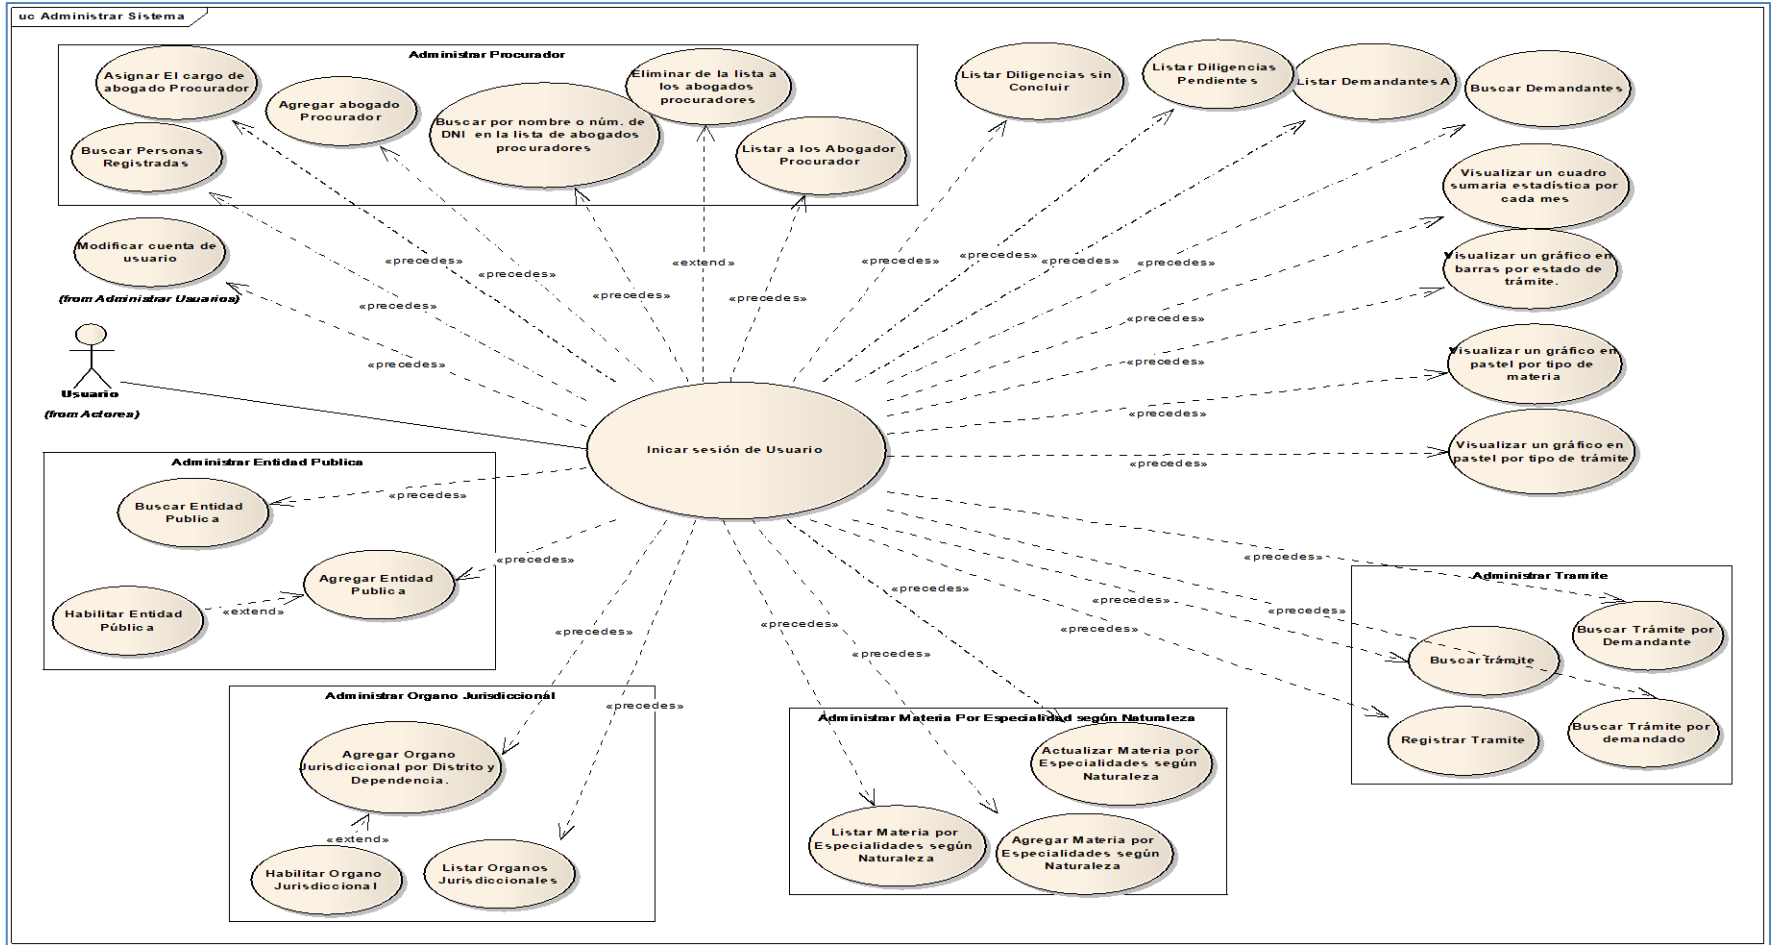 uc Administrar Sistema
Administrar Procurador
Asignar El cargo de
abogado Procurador
Agregar abogado
Procurador
Buscar por nombre o núm. de
DNI en la lista de abogados
procuradores
Eliminar de la lista a
los abogados
procuradores
Buscar Personas
Registradas
Listar a los Abogador
Procurador
Listar Diligencias sin
Concluir
Listar Diligencias
Pendientes
Listar Demandantes A
Buscar Demandantes
Visualizar un cuadro
sumaria estadística por
cada mes
Visualizar un gráfico en
barras por estado de
trámite.
Visualizar un gráfico en
pastel por tipo de
materia
Visualizar un gráfico en
pastel por tipo de trámite
Modificar cuenta de
usuario
(from Administrar Usuarios)
Usuario
(from Actores)
«precedes»
«precedes»
«precedes»
«precedes»
«precedes»
«extend»
«precedes»
«precedes»
«precedes»
«precedes»
«precedes»
«precedes»
«precedes»
«precedes»
«precedes»
Inicar sesión de Usuario
Administrar Entidad Publica
Buscar Entidad
Publica
«precedes»
Agregar Entidad
Publica
«precedes»
Habilitar Entidad
Pública
«extend»
Administrar Organo Jurisdiccional
Agregar Organo
Jurisdiccional por Distrito y
Dependencia.
«precedes»
«precedes»
«extend»
Habilitar Organo
Jurisdiccional
Listar Organos
Jurisdiccionales
Administrar Materia Por Especialidad según Naturaleza
«precedes»
«precedes»
«precedes»
Actualizar Materia por
Especialidades según
Naturaleza
Listar Materia por
Especialidades según
Naturaleza
Agregar Materia por
Especialidades según
Naturaleza
Administrar Tramite
«precedes»
«precedes»
«precedes»
«precedes»
Buscar Trámite por
Demandante
Buscar trámite
Registrar Tramite
Buscar Trámite por
demandado